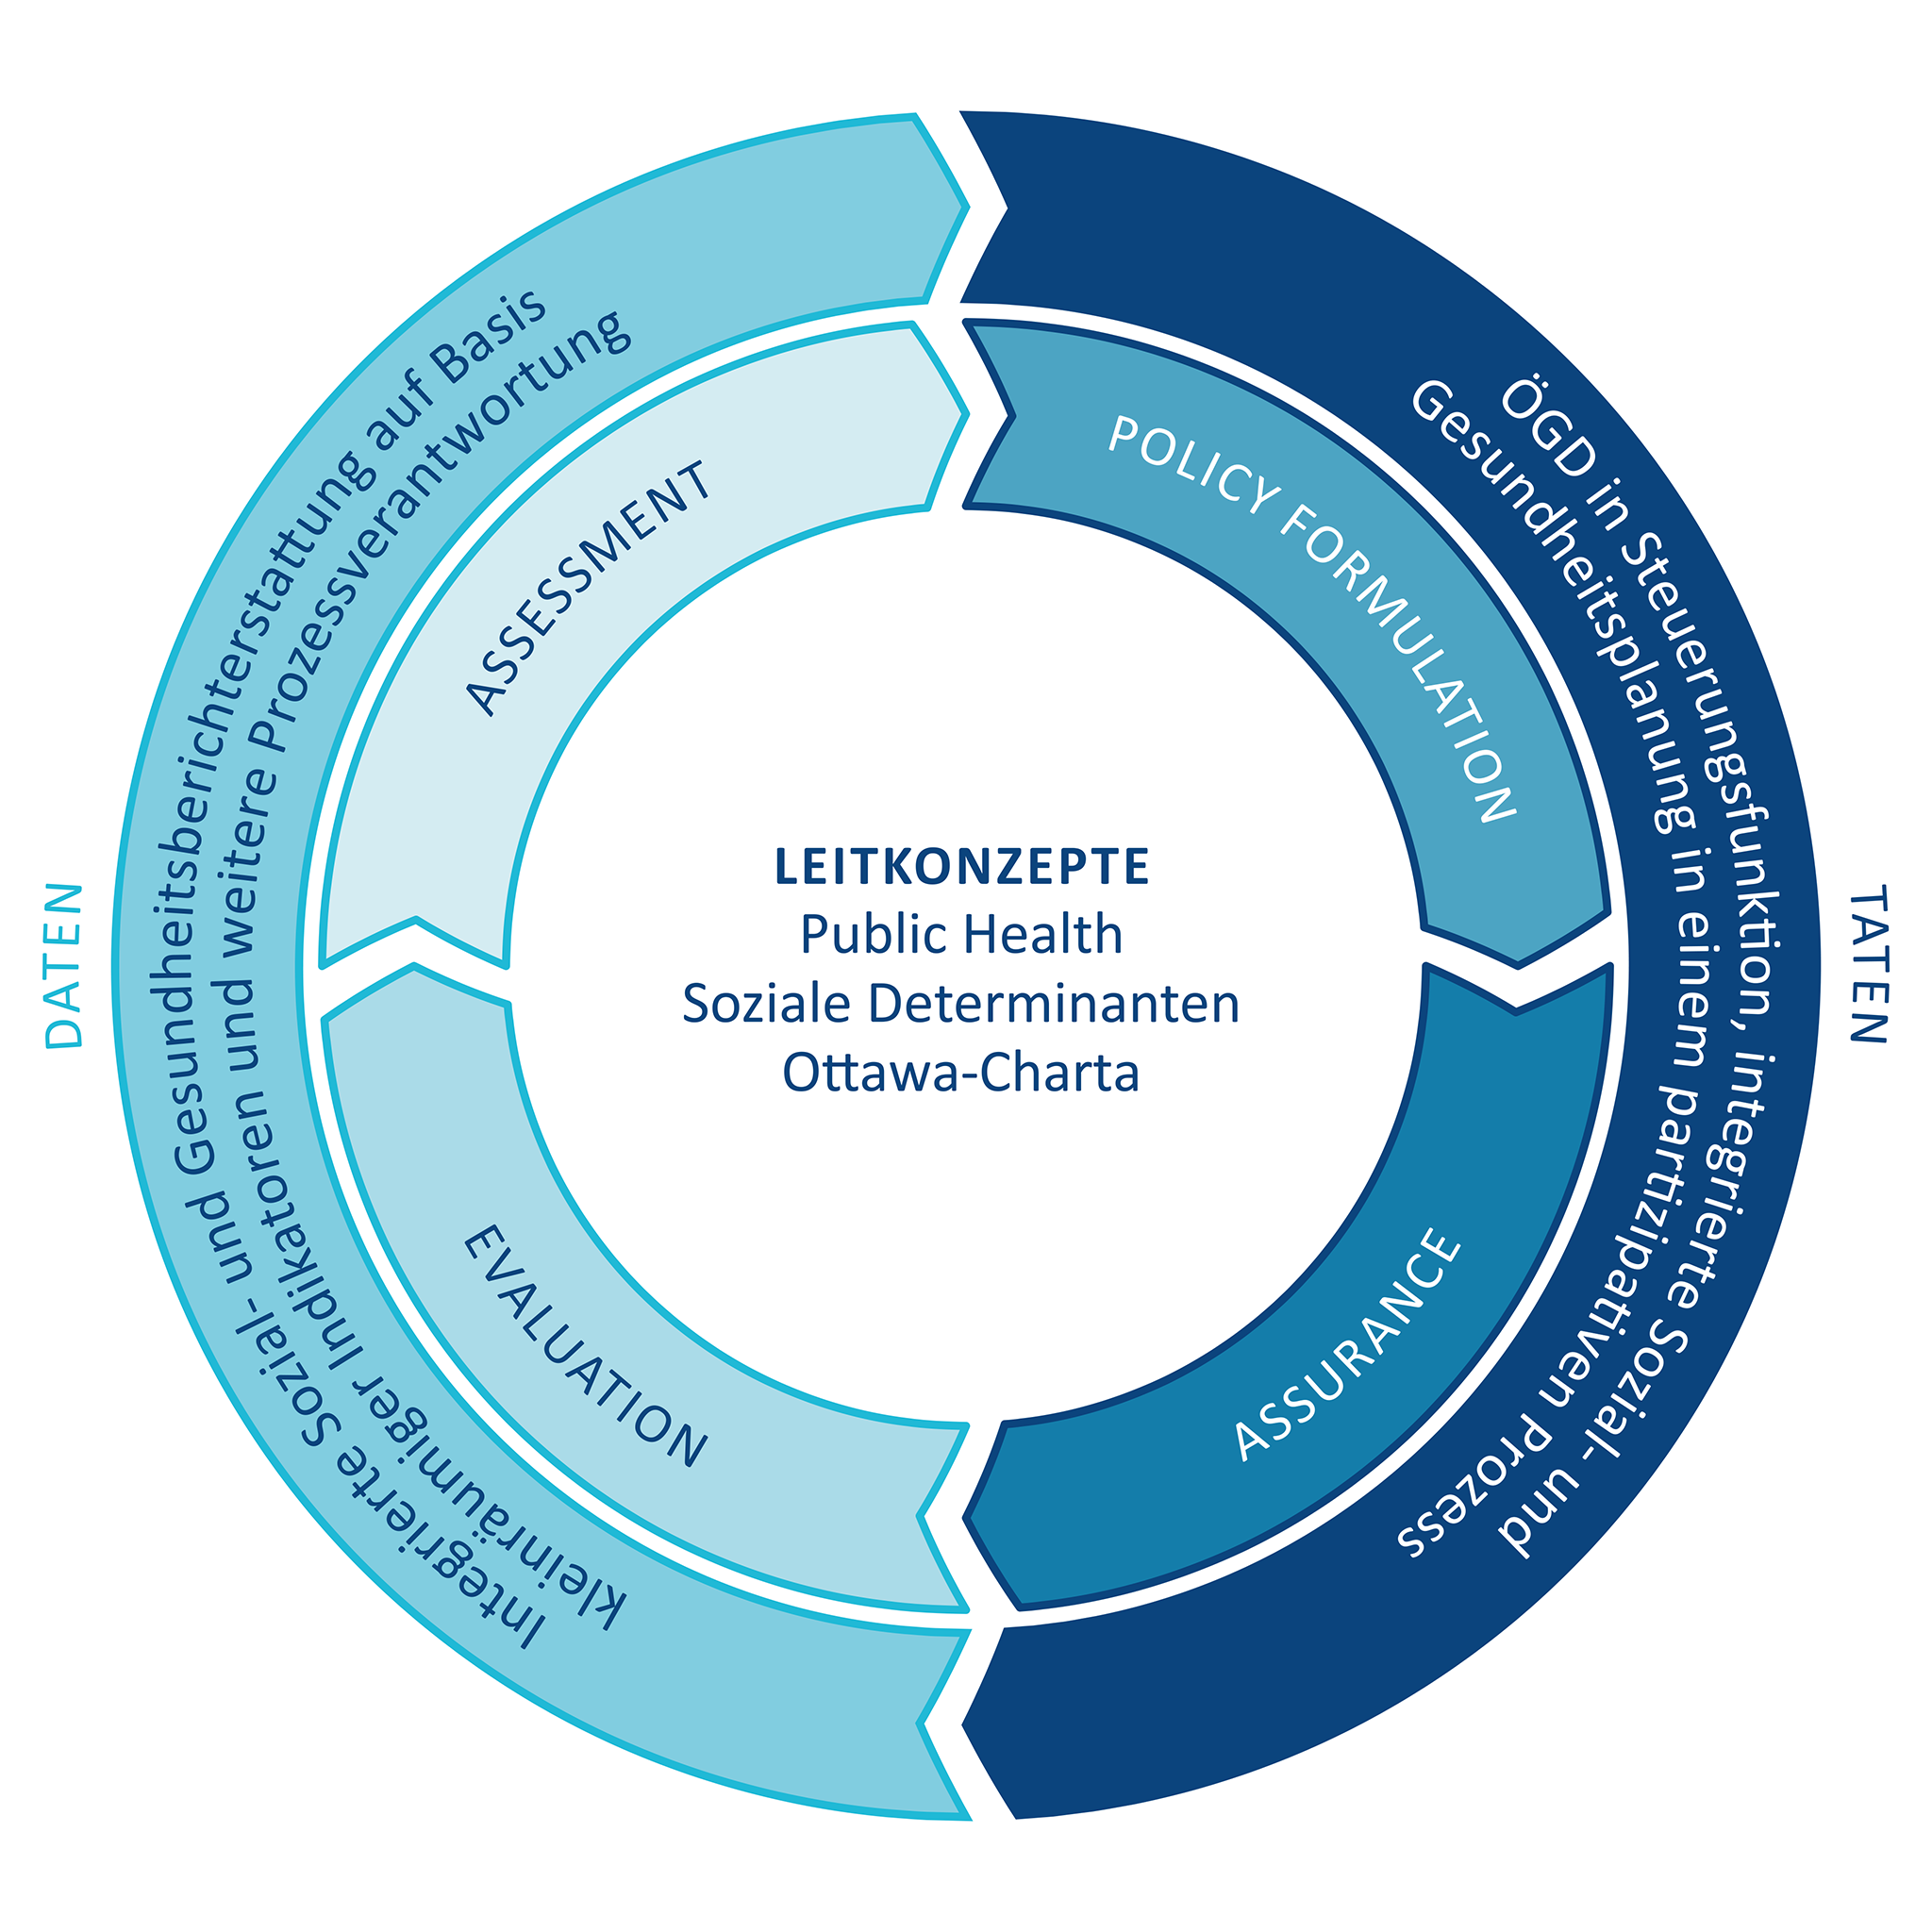 DATEN
Integrierte Sozial- und Gesundheitsberichterstattung auf Basis
kleinräumiger Indikatoren und weitere Prozessverantwortung
ASSESSMENT
POLICY FORMULATION
ASSURANCE
EVALUATION
LEITKONZEPTE
Public Health
Soziale Determinanten
Ottawa-Charta
ÖGD in Steuerungsfunktion, integrierte Sozial- und
Gesundheitsplanung in einem partizipativen Prozess
TATEN